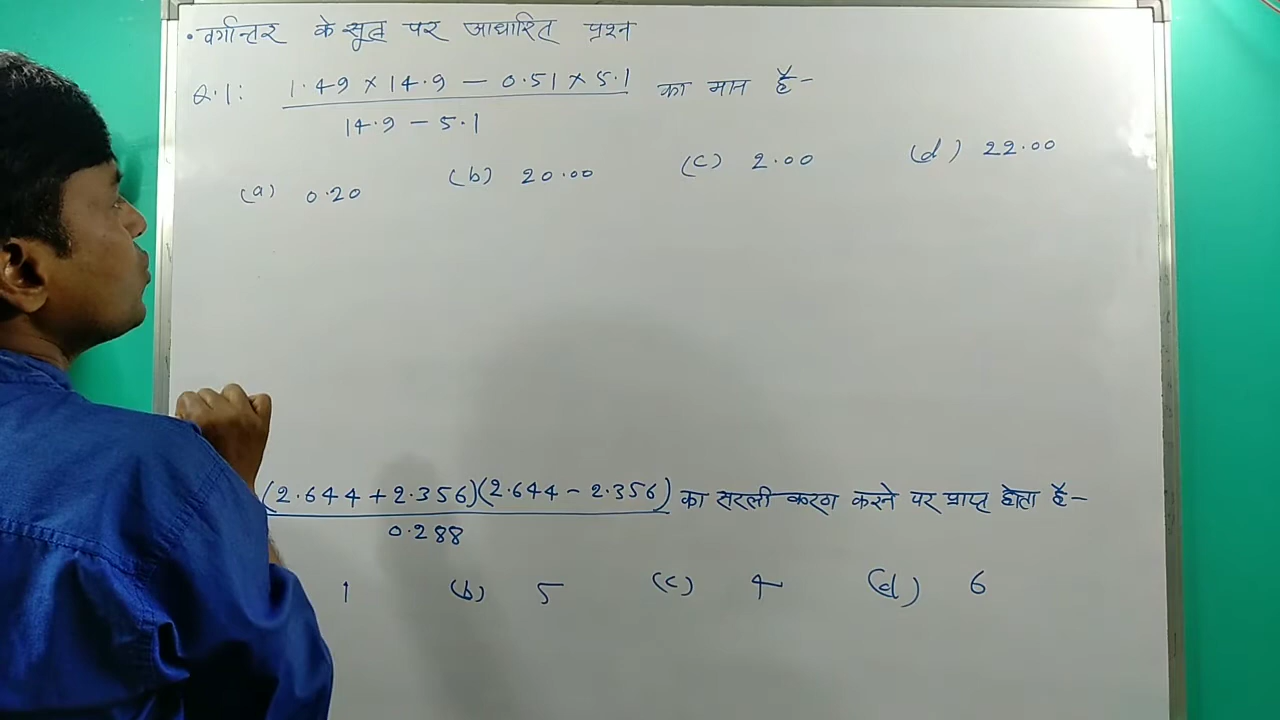 • वर्गान्तर के सूत्र पर आधारित प्रश्न
Q.1: 1.49 × 14.9 – 0.51 × 5.1 का मान है-
14.9 – 5.1
(a) 0.20 (b) 20.00 (c) 2.00 (d) 22.00
(2.644 + 2.356)(2.644 – 2.356) का सरलीकरण करने पर प्राप्त होता है-
0.288
1 (b) 5 (c) 4 (d) 6